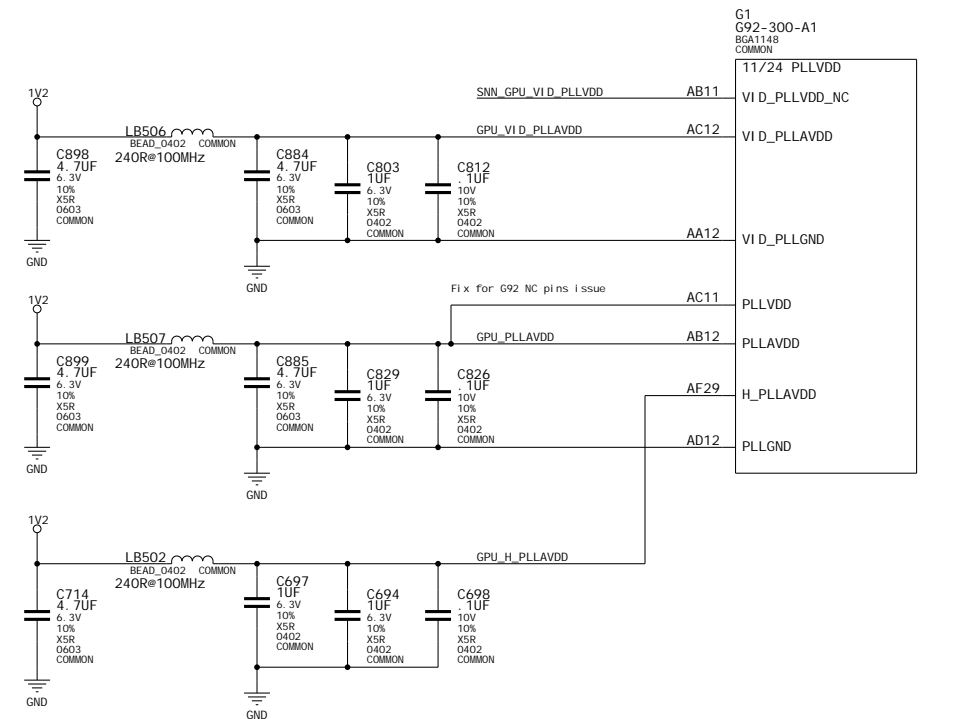 G1
G92-300-A1
BGA1148
COMMON
11/24 PLLVDD
SNN_GPU_VID_PLLVDD
AB11
VID_PLLVDD_NC
1V2
LB506
BEAD_0402 COMMON
240R@100MHz
GPU_VID_PLLAVDD
AC12
VID_PLLAVDD
C898
4.7UF
6.3V
10%
X5R
0603
COMMON
GND
C884
4.7UF
6.3V
10%
X5R
0603
COMMON
C803
1UF
6.3V
10%
X5R
0402
COMMON
C812
.1UF
10V
10%
X5R
0402
COMMON
AA12
VID_PLLGND
GND
Fix for G92 NC pins issue
AC11
PLLVDD
1V2
LB507
BEAD_0402 COMMON
240R@100MHz
GPU_PLLAVDD
AB12
PLLAVDD
C899
4.7UF
6.3V
10%
X5R
0603
COMMON
GND
C885
4.7UF
6.3V
10%
X5R
0603
COMMON
C829
1UF
6.3V
10%
X5R
0402
COMMON
C826
.1UF
10V
10%
X5R
0402
COMMON
AF29
H_PLLAVDD
AD12
PLLGND
GND
1V2
LB502
BEAD_0402 COMMON
240R@100MHz
GPU_H_PLLAVDD
C714
4.7UF
6.3V
10%
X5R
0603
COMMON
GND
C697
1UF
6.3V
10%
X5R
0402
COMMON
C694
1UF
6.3V
10%
X5R
0402
COMMON
C698
.1UF
10V
10%
X5R
0402
COMMON
GND